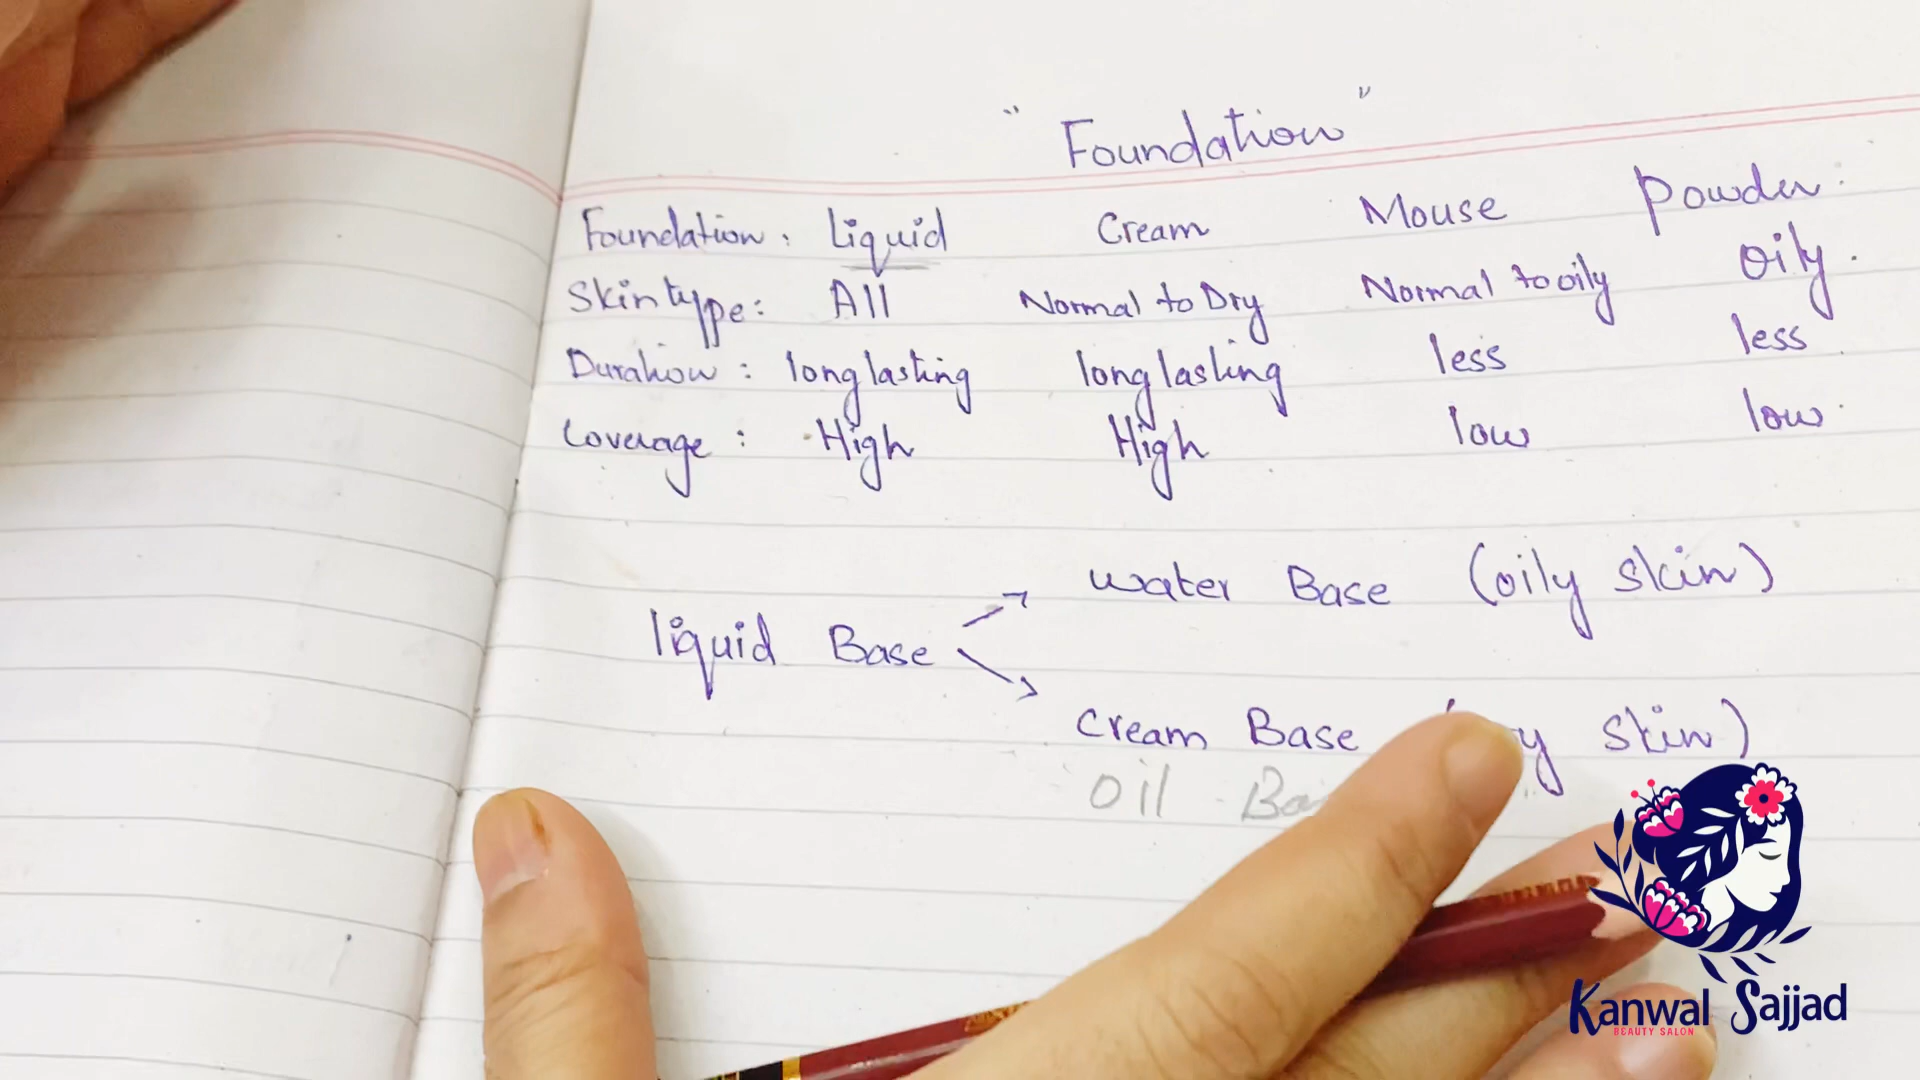 " Foundation "
Foundation: Liquid Cream Mouse Powder:
Skin type: All Normal to Dry Normal to oily oily.
Duration: long lasting long lasting less less
Coverage: High High low low.
liquid Base
water Base (oily skin)
cream Base skin)
oil
Kanwal Sajjad
BEAUTY SALON